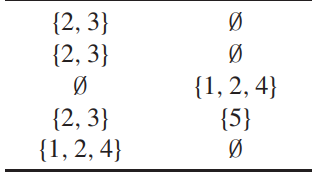 {2, 3} Ø
{2, 3} Ø
Ø {1, 2, 4}
{2, 3} {5}
{1, 2, 4} Ø